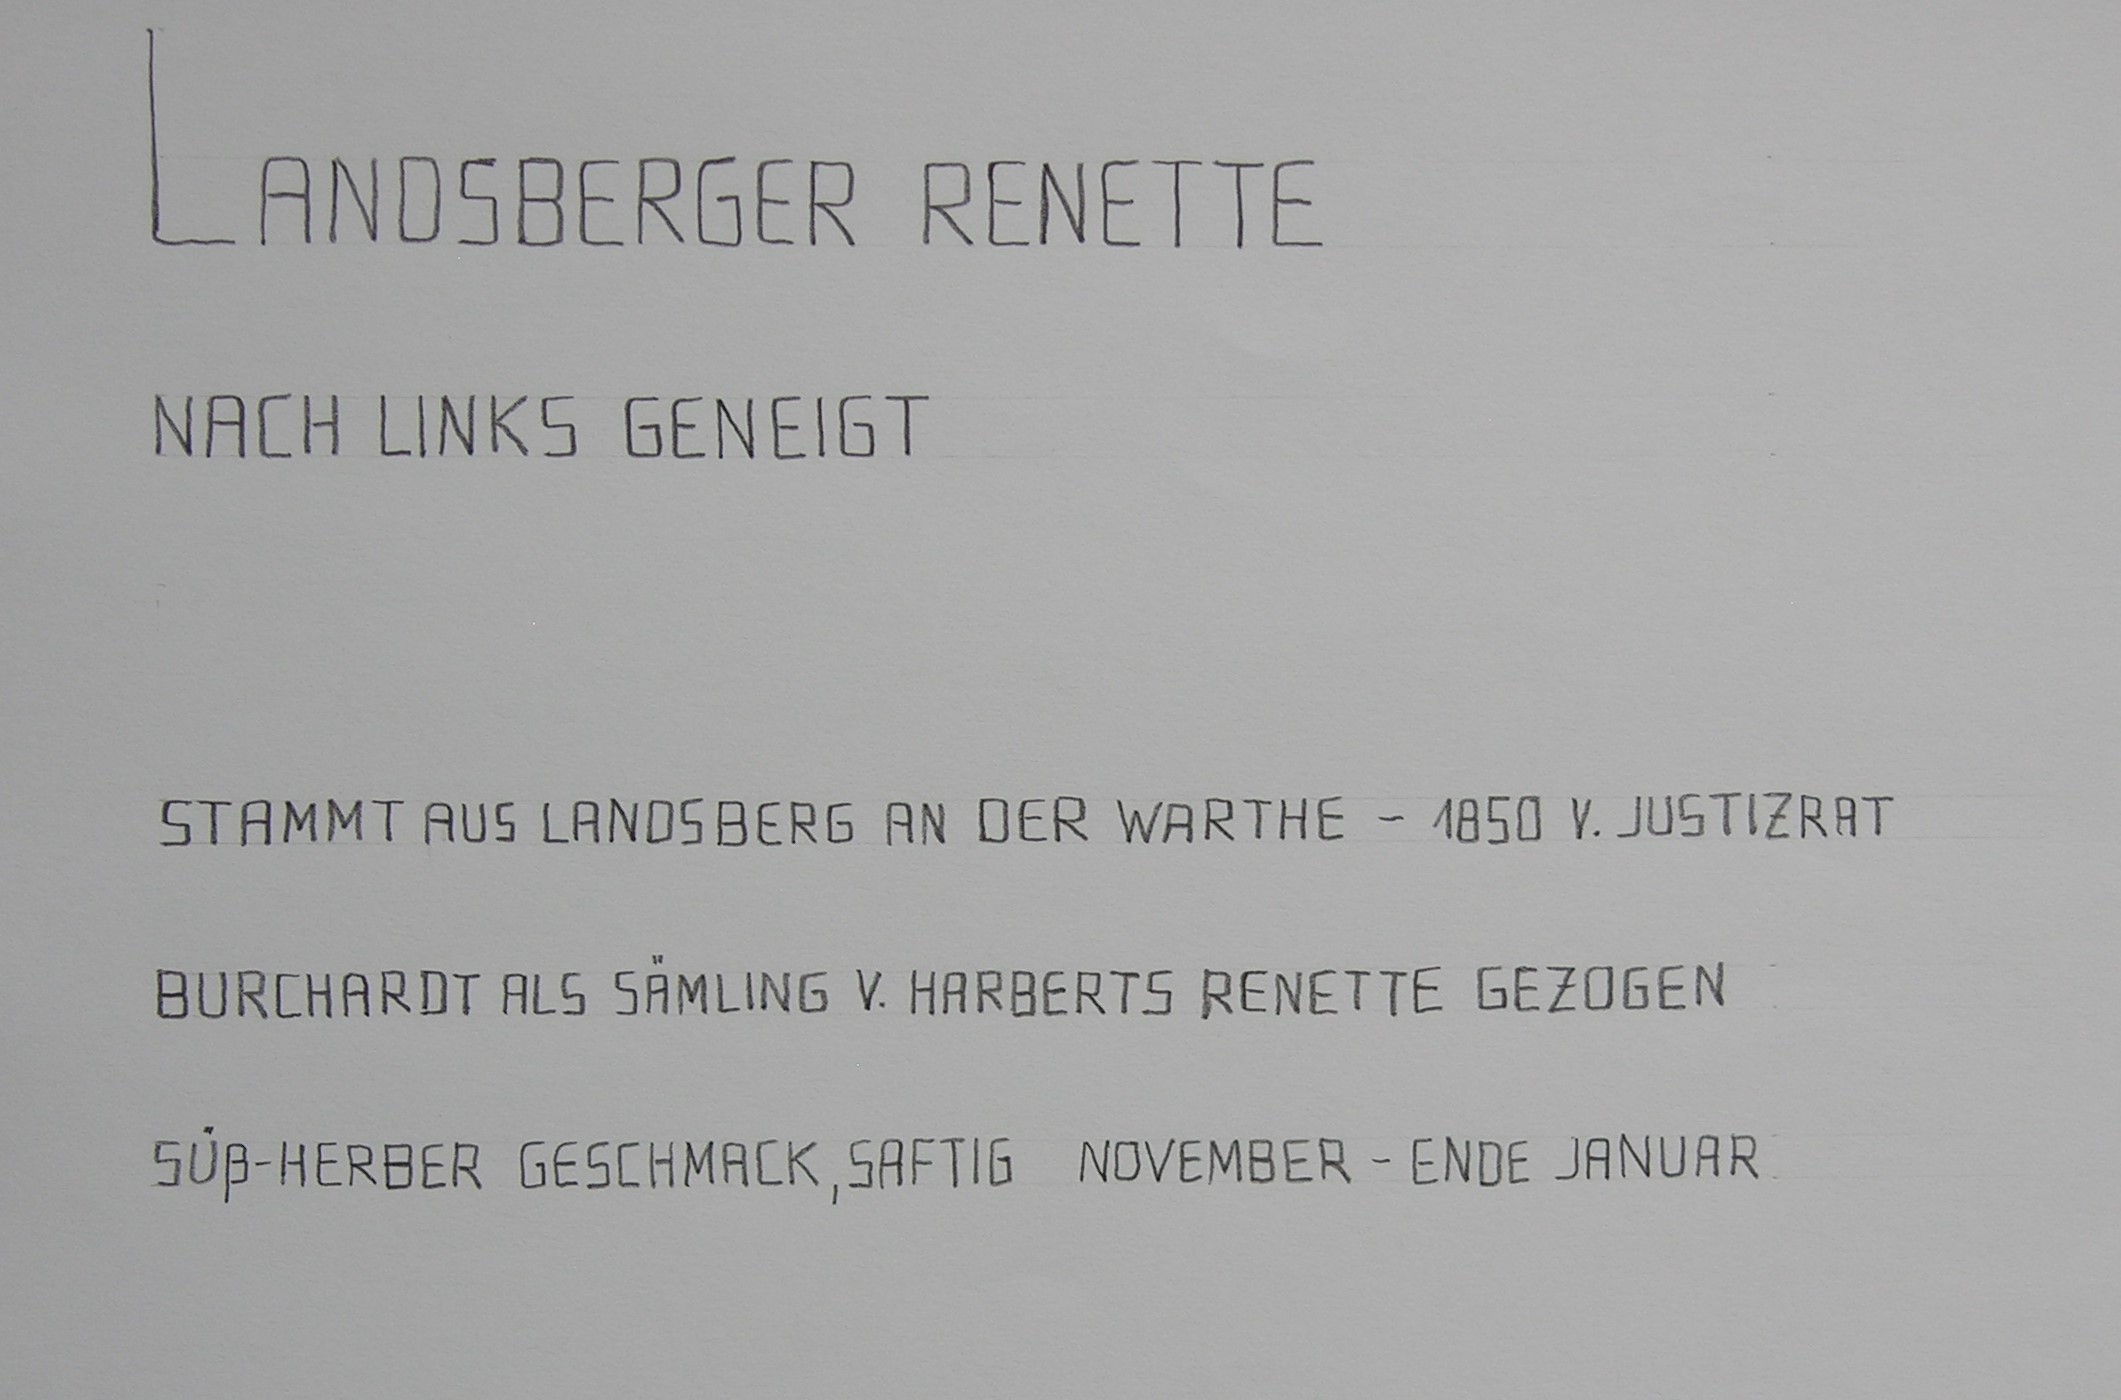 LANDSBERGER RENETTE
NACH LINKS GENEIGT
STAMMT AUS LANDSBERG AN DER WARTHE – 1850 V. JUSTIZRAT
BURCHARDT ALS SÄMLING V. HARBERTS RENETTE GEZOGEN
SÜß-HERBER GESCHMACK, SAFTIG NOVEMBER – ENDE JANUAR